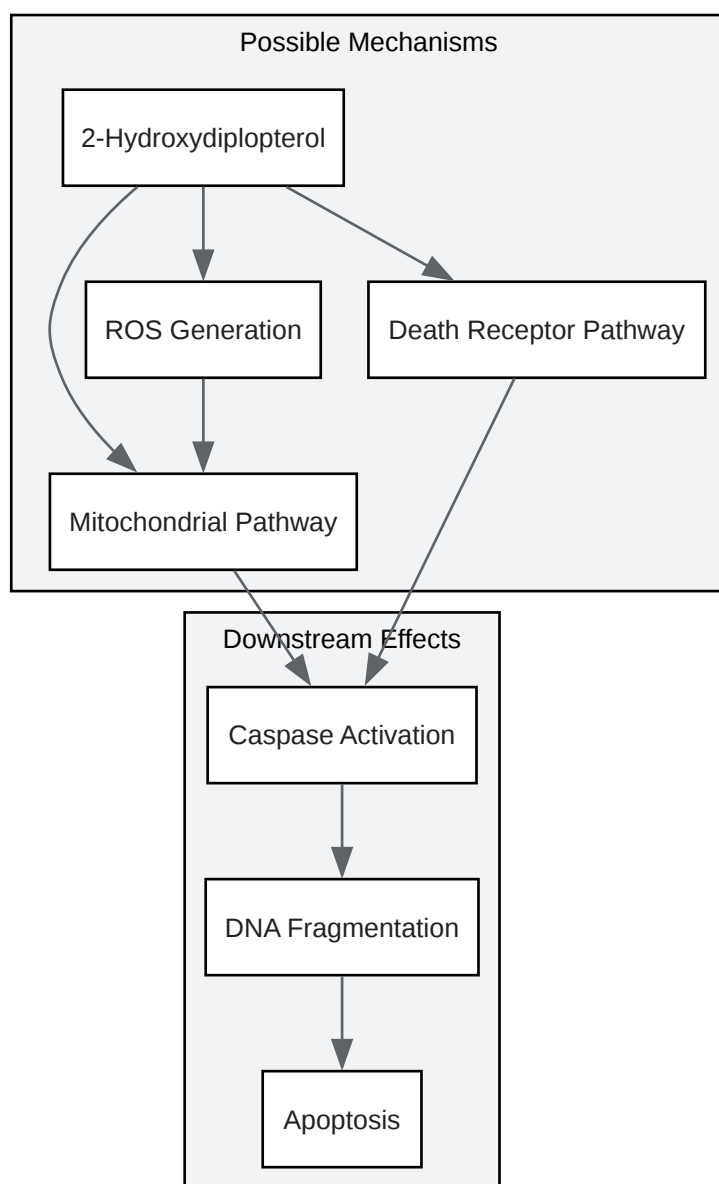 Possible Mechanisms
2-Hydroxydiplopterol
ROS Generation
Death Receptor Pathway
Mitochondrial Pathway
Downstream Effects
Caspase Activation
DNA Fragmentation
Apoptosis